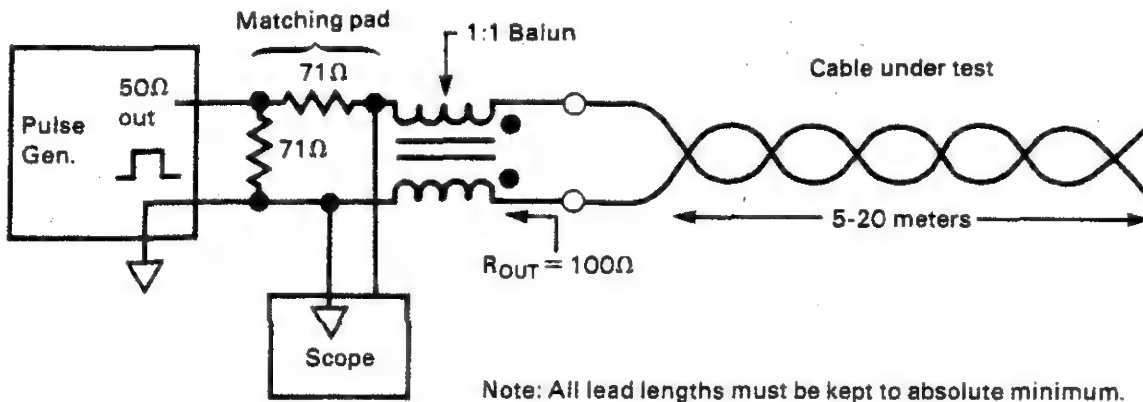 Matching pad
1:1 Balun
71Ω
Cable under test
50Ω
out
Pulse
Gen.
71Ω
5-20 meters
ROUT = 100Ω
Scope
Note: All lead lengths must be kept to absolute minimum.